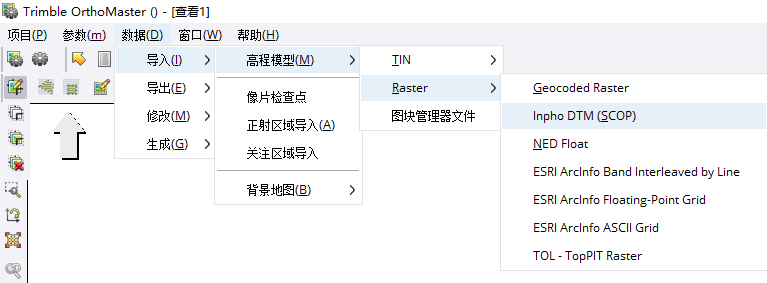 Trimble OrthoMaster () - [查看1]
项目(P) 参数(m) 数据(D) 窗口(W) 帮助(H)
导入(I)
导出(E)
修改(M)
生成(G)
高程模型(M)
像片检查点
正射区域导入(A)
关注区域导入
背景地图(B)
TIN
Raster
图块管理器文件
Geocoded Raster
Inpho DTM (SCOP)
NED Float
ESRI ArcInfo Band Interleaved by Line
ESRI ArcInfo Floating-Point Grid
ESRI ArcInfo ASCII Grid
TOL - TopPIT Raster